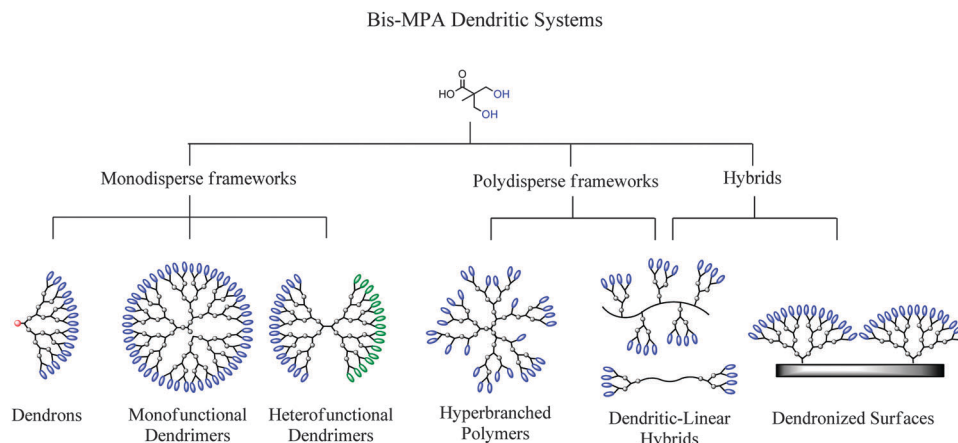 Bis-MPA Dendritic Systems
O
HO
OH
OH
Monodisperse frameworks
Polydisperse frameworks
Hybrids
Dendrons
Monofunctional
Dendrimers
Heterofunctional
Dendrimers
Hyperbranched
Polymers
Dendritic-Linear
Hybrids
Dendronized Surfaces